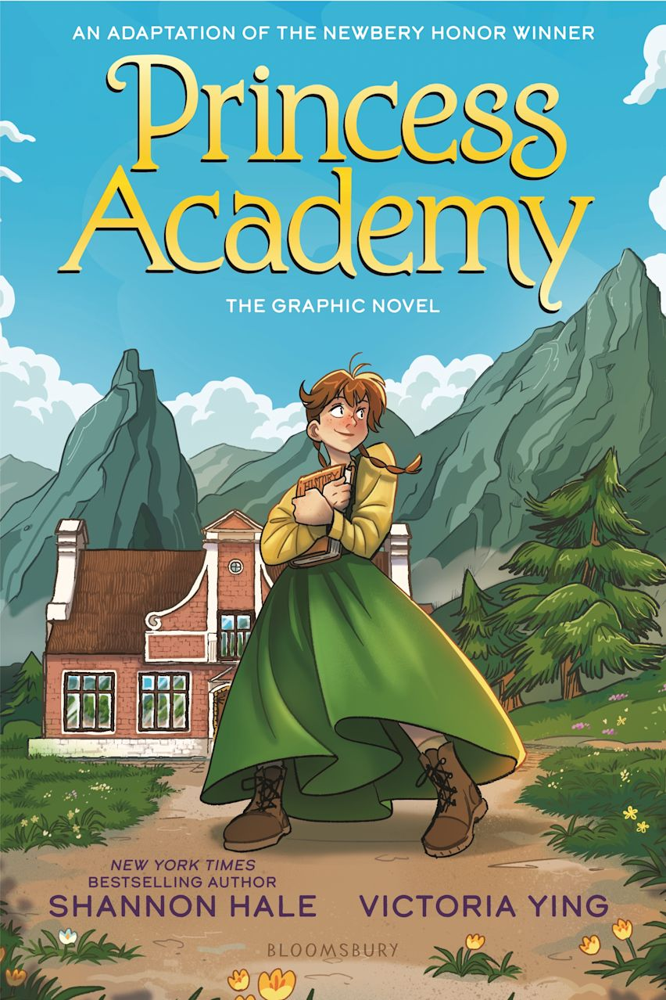 AN ADAPTATION OF THE NEWBERY HONOR WINNER
Princess
Academy
THE GRAPHIC NOVEL
HISTORY
NEW YORK TIMES
BESTSELLING AUTHOR
SHANNON HALE
VICTORIA YING
BLOOMSBURY